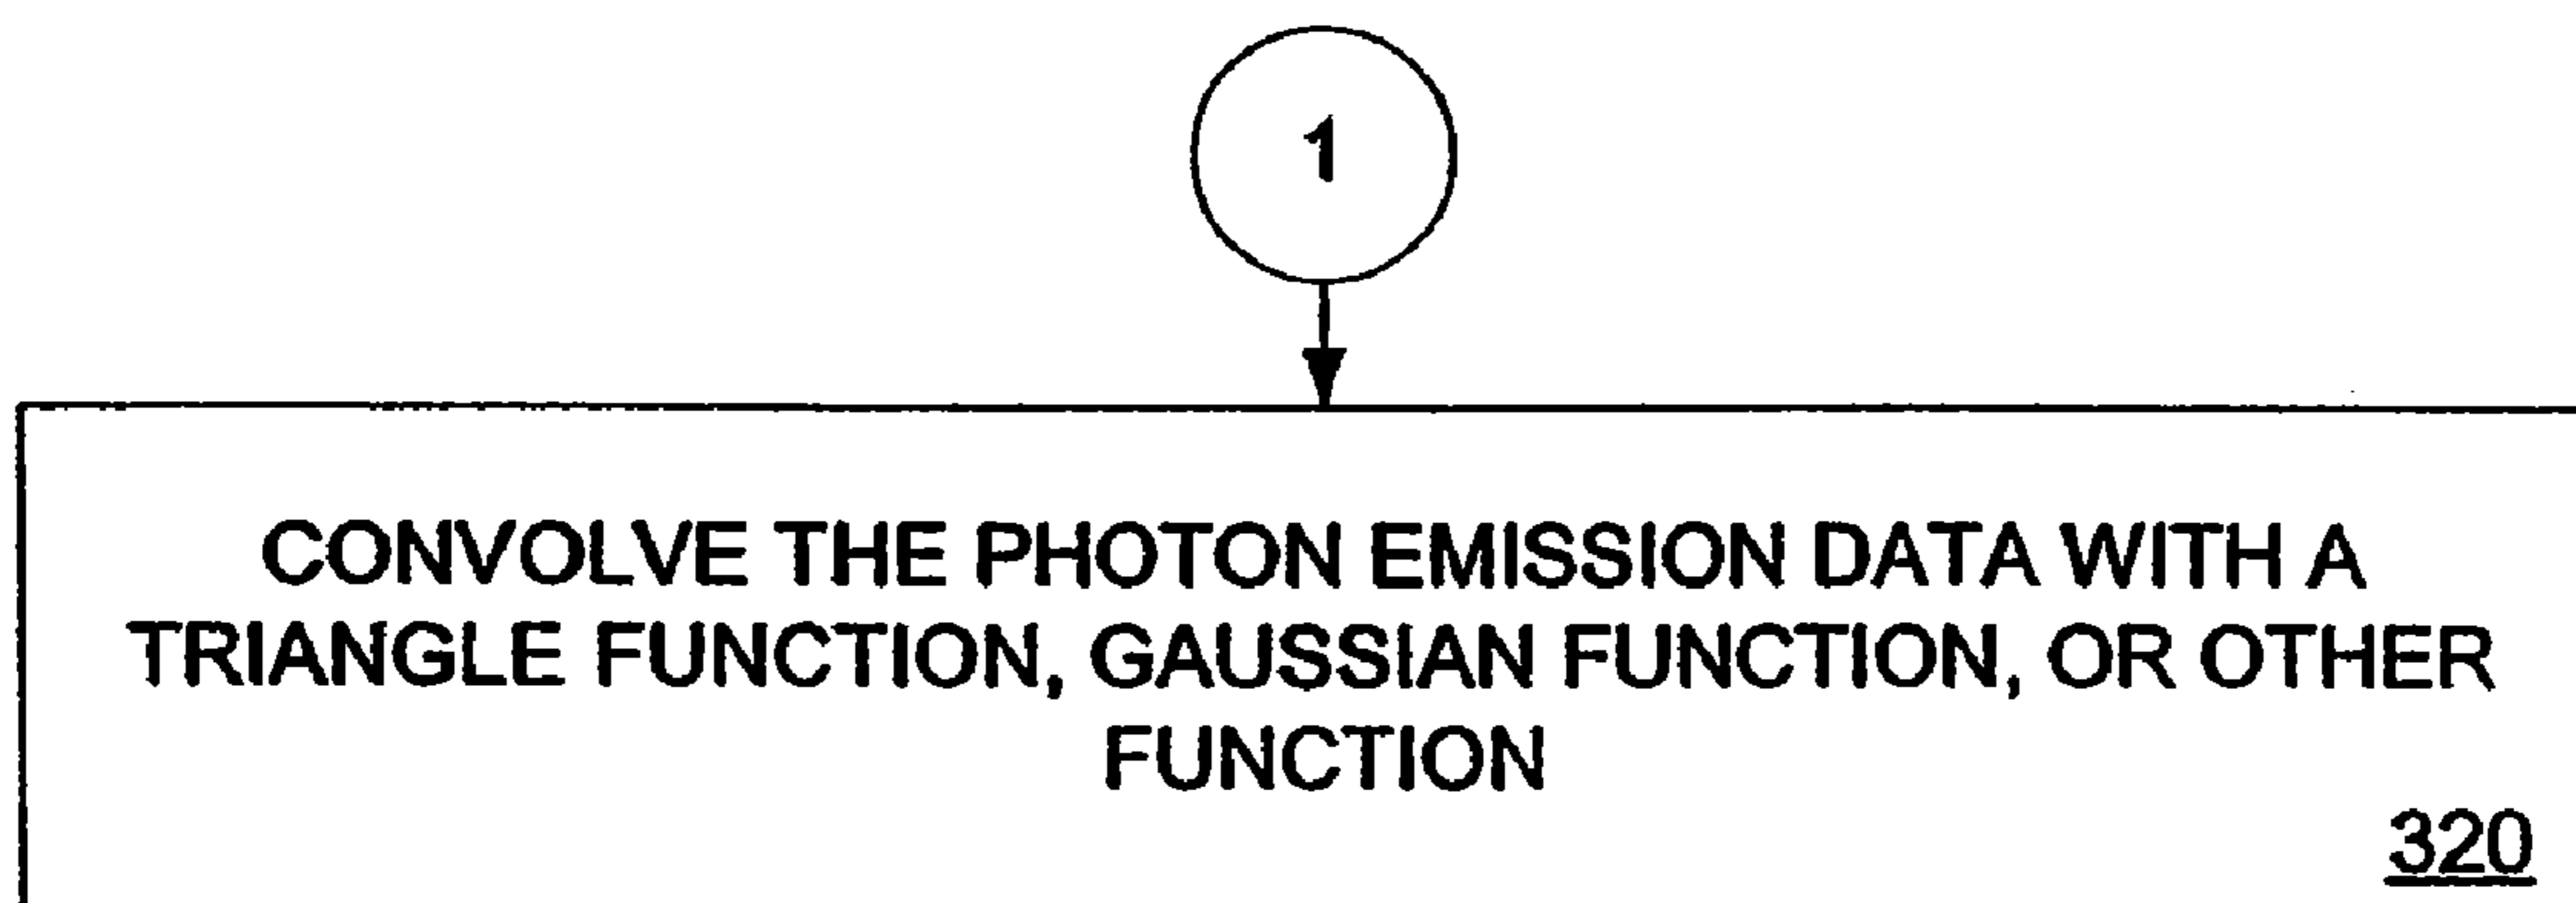 1
CONVOLVE THE PHOTON EMISSION DATA WITH A
TRIANGLE FUNCTION, GAUSSIAN FUNCTION, OR OTHER
FUNCTION
320